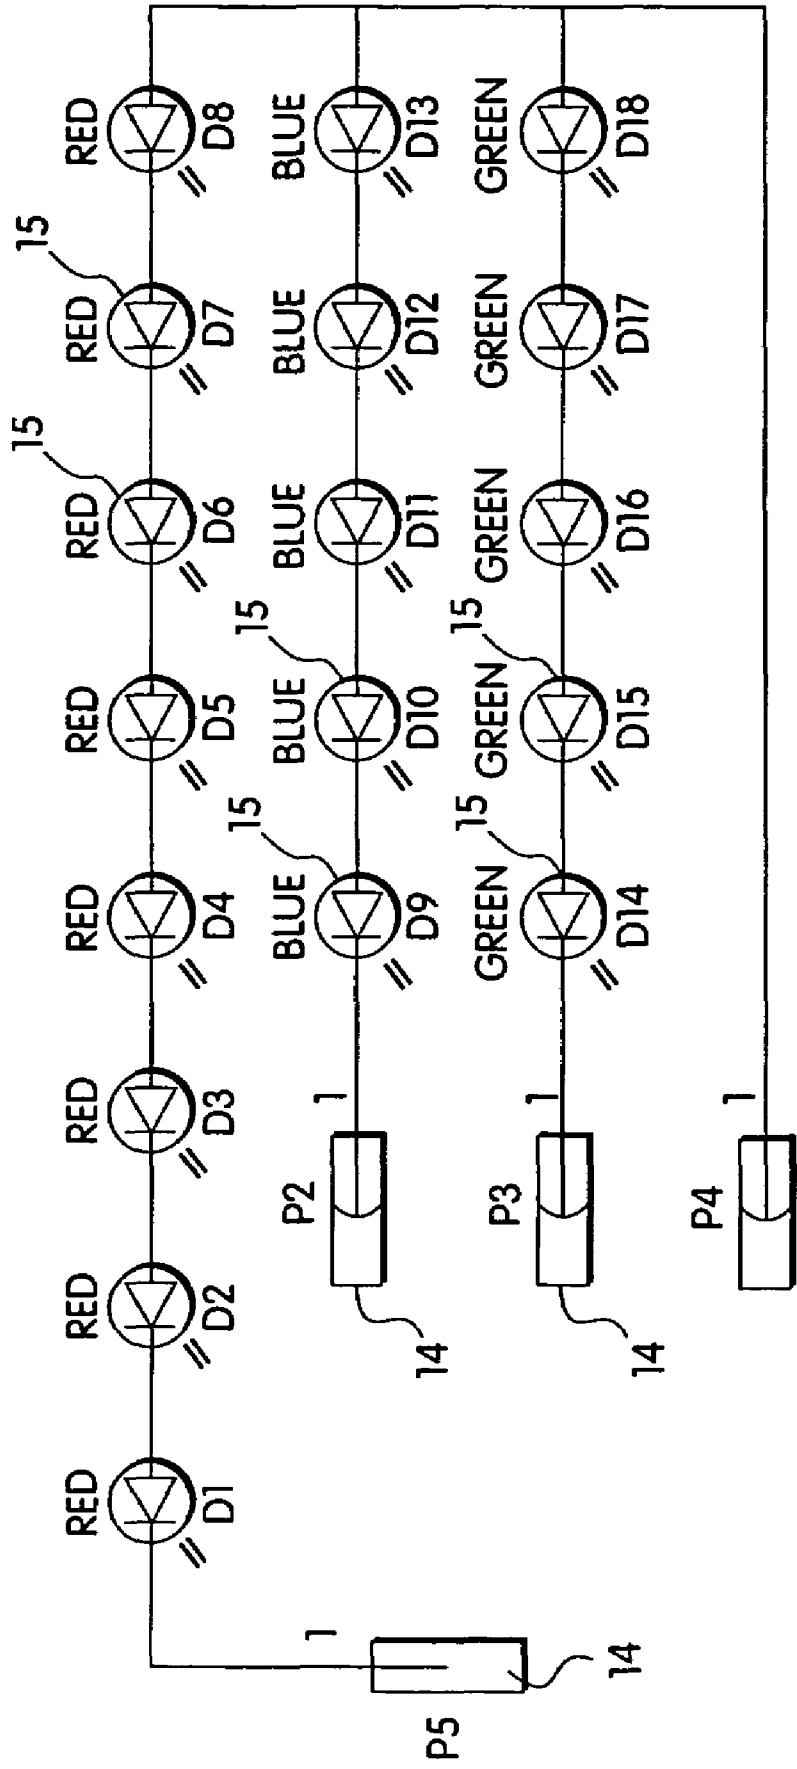 15 15
RED RED RED RED RED RED RED RED
D1 D2 D3 D4 D5 D6 D7 D8
15 15
BLUE BLUE BLUE BLUE BLUE
P2
1 1
D9 D10 D11 D12 D13
P5 14
15 15
GREEN GREEN GREEN GREEN GREEN
P3
1
14 14
D14 D15 D16 D17 D18
P4
1